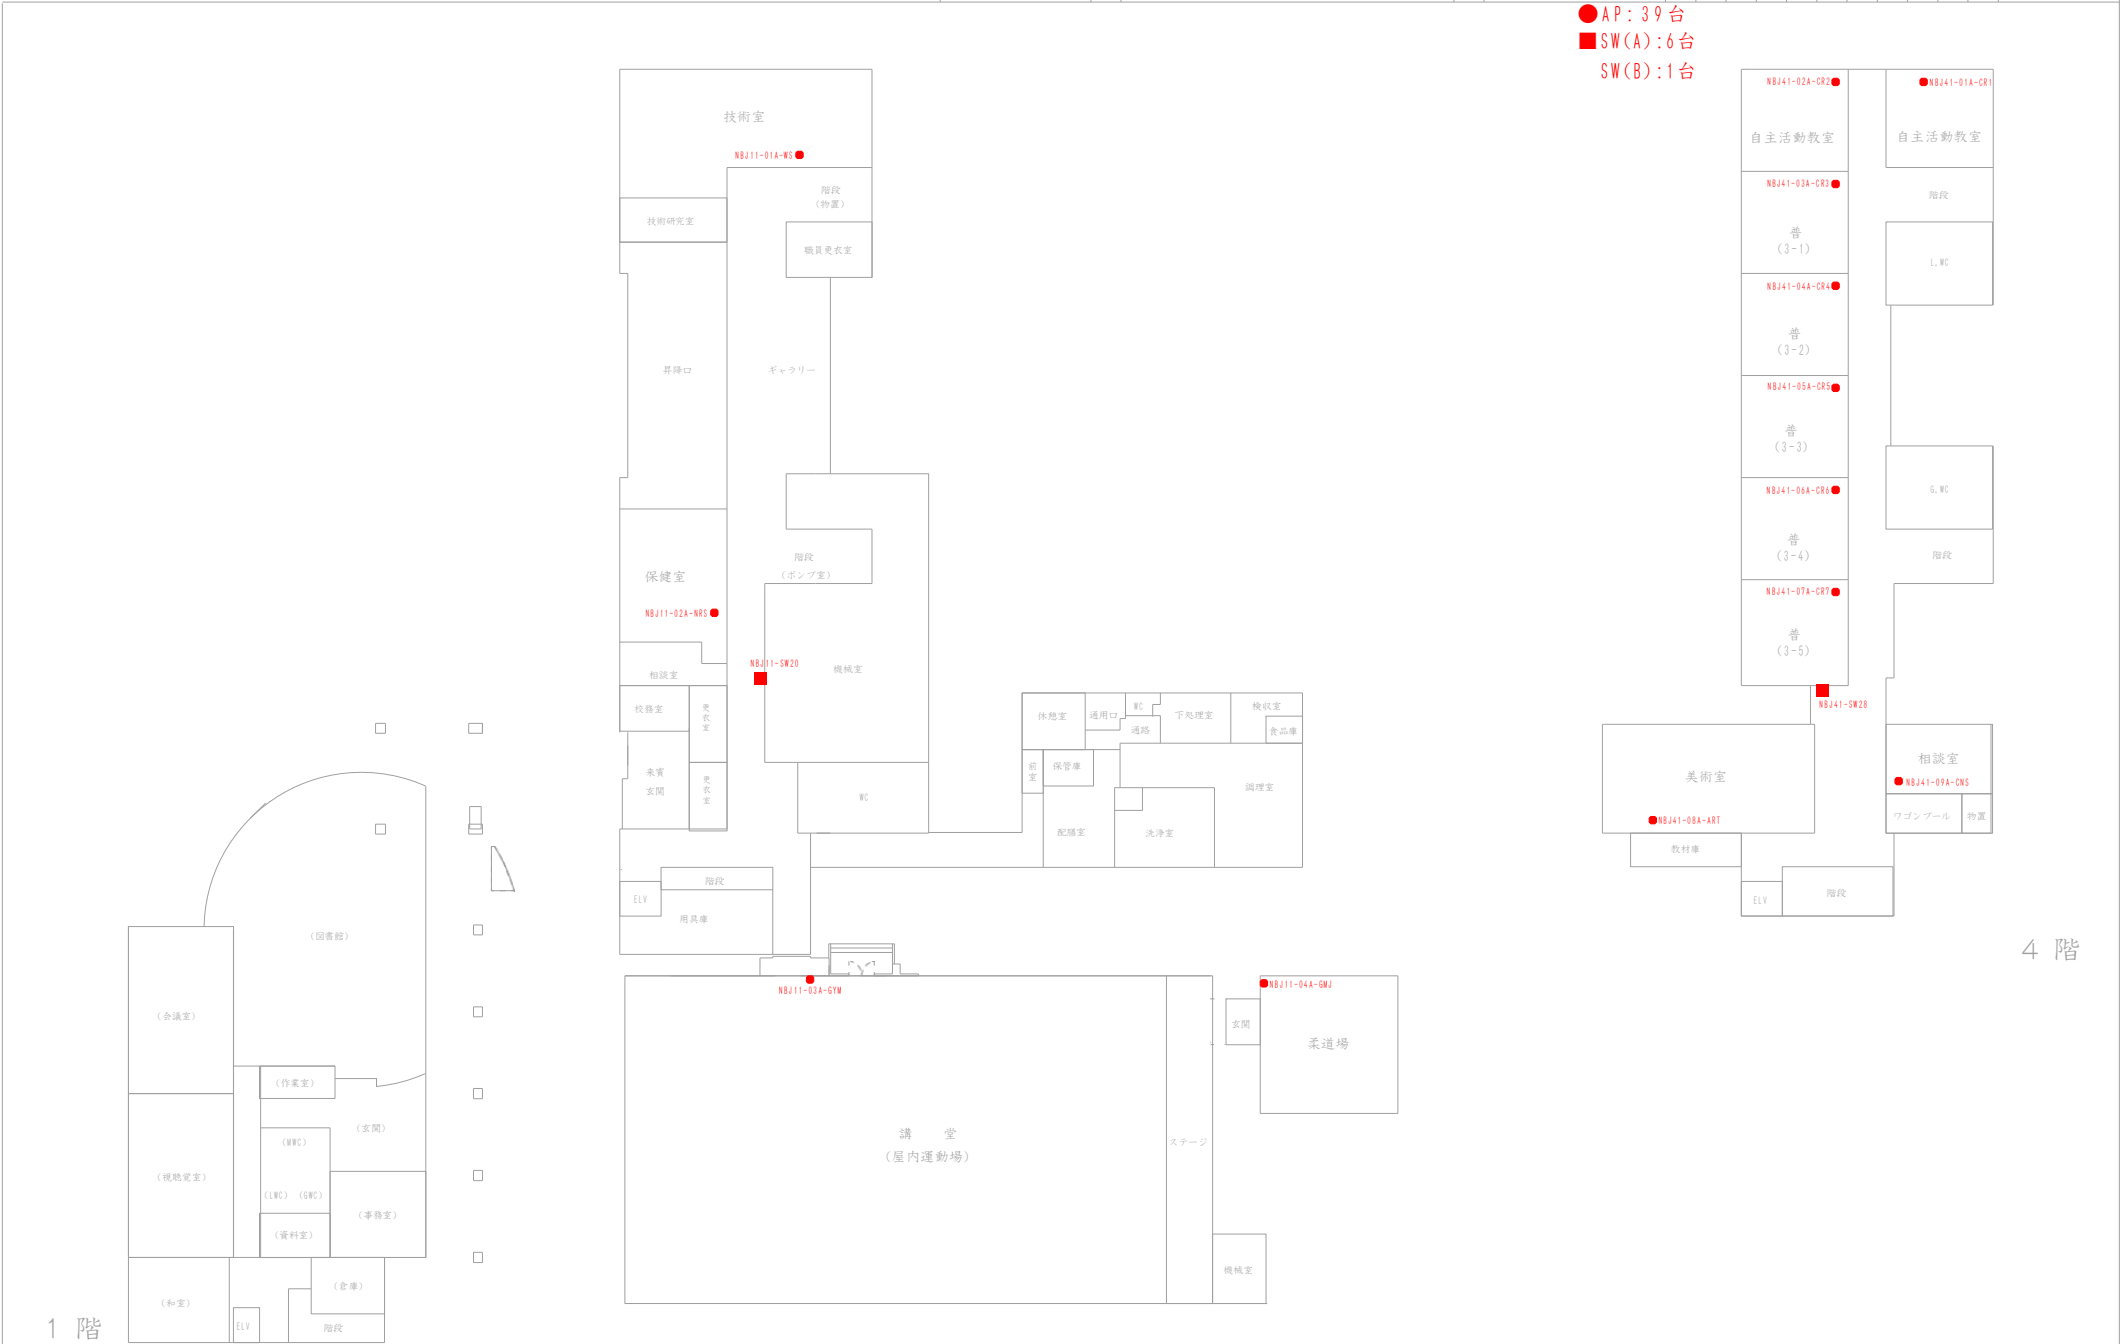 AP:39台
SW(A):6台
SW(B):1台
技術室
NBJ11-01A-WS
階段
(物置)
技術研究室
職員更衣室
昇降口
ギャラリー
保健室
階段
(ポンプ室)
NBJ11-02A-NRS
NBJ11-SW20
機械室
相談室
校務室
更衣室
来賓
玄関
更衣室
WC
階段
ELV
用具庫
休憩室
通用口
WC
通路
下処理室
検収室
食品庫
前室
保管庫
調理室
配膳室
洗浄室
NBJ11-03A-GYM
NBJ11-04A-GMJ
玄関
柔道場
講 堂
(屋内運動場)
ステージ
機械室
(図書館)
(会議室)
(作業室)
(玄関)
(MWC)
(視聴覚室)
(LWC)
(GWC)
(事務室)
(資料室)
(倉庫)
(和室)
ELV
階段
1 階
NBJ41-02A-CR2
NBJ41-01A-CR1
自主活動教室
自主活動教室
NBJ41-03A-CR3
階段
普
(3-1)
L.WC
NBJ41-04A-CR4
普
(3-2)
NBJ41-05A-CR5
普
(3-3)
NBJ41-06A-CR6
G.WC
普
(3-4)
階段
NBJ41-07A-CR7
普
(3-5)
NBJ41-SW28
美術室
相談室
NBJ41-09A-CNS
NBJ41-08A-ART
ワゴンプール
物置
教材庫
ELV
階段
4 階